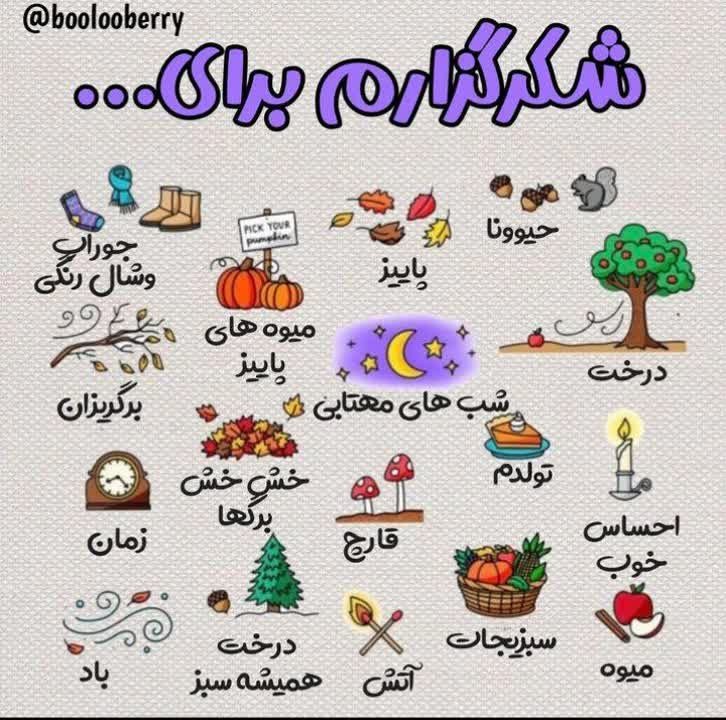 @boolooberry
شکرگزارم برای...
حیوونا
پاییز
جوراب
وشال رنگی
PICK YOUR
pumpkin
میوه های
پاییز
درخت
شب های مهتابی
برگریزان
تولدم
خش خش
برگها
احساس
خوب
قارچ
زمان
سبزیجات
میوه
درخت
همیشه سبز
آتش
باد